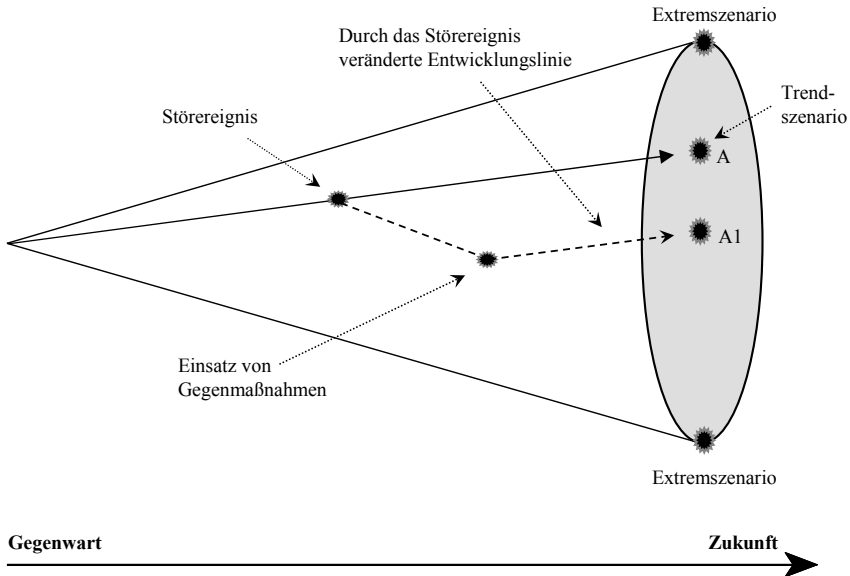 Extremszenario
Durch das Störereignis
veränderte Entwicklungslinie
Trend-
szenario
Störereignis
A
A1
Einsatz von
Gegenmaßnahmen
Extremszenario
Gegenwart
Zukunft